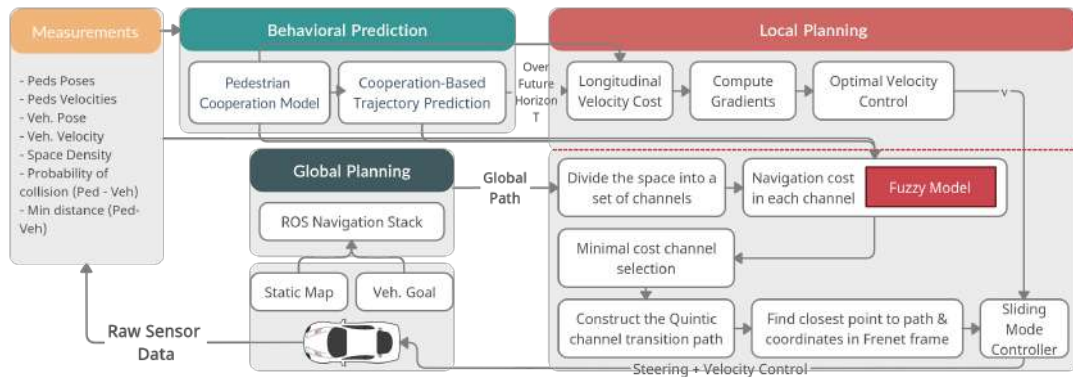 Measurements
- Peds Poses
- Peds Velocities
- Veh. Pose
- Veh. Velocity
- Space Density
- Probability of
collision (Ped - Veh)
- Min distance (Ped-
Veh)
Behavioral Prediction
Pedestrian
Cooperation Model
Cooperation-Based
Trajectory Prediction
Over
Future
Horizon
T
Local Planning
Longitudinal
Velocity Cost
Compute
Gradients
Optimal Velocity
Control
v
Global Planning
ROS Navigation Stack
Static Map
Veh. Goal
Global
Path
Divide the space into a
set of channels
Navigation cost
in each channel
Fuzzy Model
Minimal cost channel
selection
Construct the Quintic
channel transition path
Find closest point to path &
coordinates in Frenet frame
Sliding
Mode
Controller
Raw Sensor
Data
Steering + Velocity Control